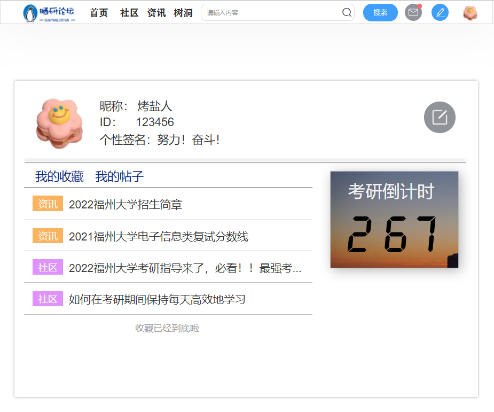 晒研论坛
首页 社区 资讯 树洞
请输入内容
搜索
昵称： 烤盐人
ID： 123456
个性签名：努力！奋斗！
我的收藏 我的帖子
资讯 2022福州大学招生简章
资讯 2021福州大学电子信息类复试分数线
社区 2022福州大学考研指导来了，必看！！最强考...
社区 如何在考研期间保持每天高效地学习
收藏已经到底啦
考研倒计时
267